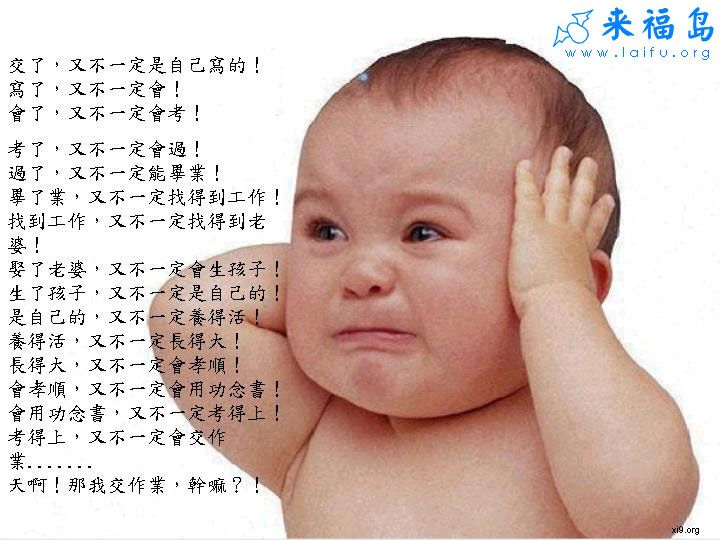 来福岛
www.laifu.org
交了，又不一定是自己寫的！
寫了，又不一定會！
會了，又不一定會考！
考了，又不一定會過！
過了，又不一定能畢業！
畢了業，又不一定找得到工作！
找到工作，又不一定找得到老
婆！
娶了老婆，又不一定會生孩子！
生了孩子，又不一定是自己的！
是自己的，又不一定養得活！
養得活，又不一定長得大！
長得大，又不一定會孝順！
會孝順，又不一定會用功念書！
會用功念書，又不一定考得上！
考得上，又不一定會交作
業.......
天啊！那我交作業，幹嘛？！
xi9.org